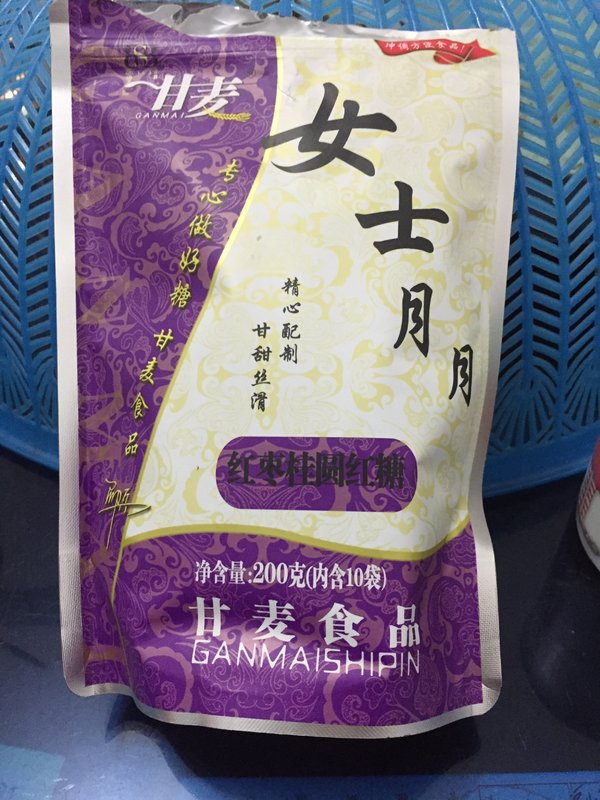 冲调方便食品
甘麦
GANMAI
女士月月
专心做好糖 甘麦食品
精心配制
甘甜丝滑
红枣桂圆红糖
净含量:200克(内含10袋)
甘麦食品
GANMAISHIPIN